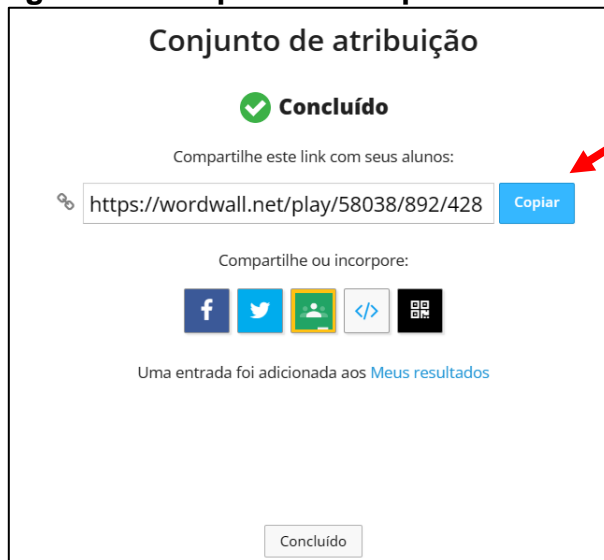 Conjunto de atribuição
Concluído
Compartilhe este link com seus alunos:
https://wordwall.net/play/58038/892/428
Copiar
Compartilhe ou incorpore:
f
</>
Uma entrada foi adicionada aos Meus resultados
Concluído